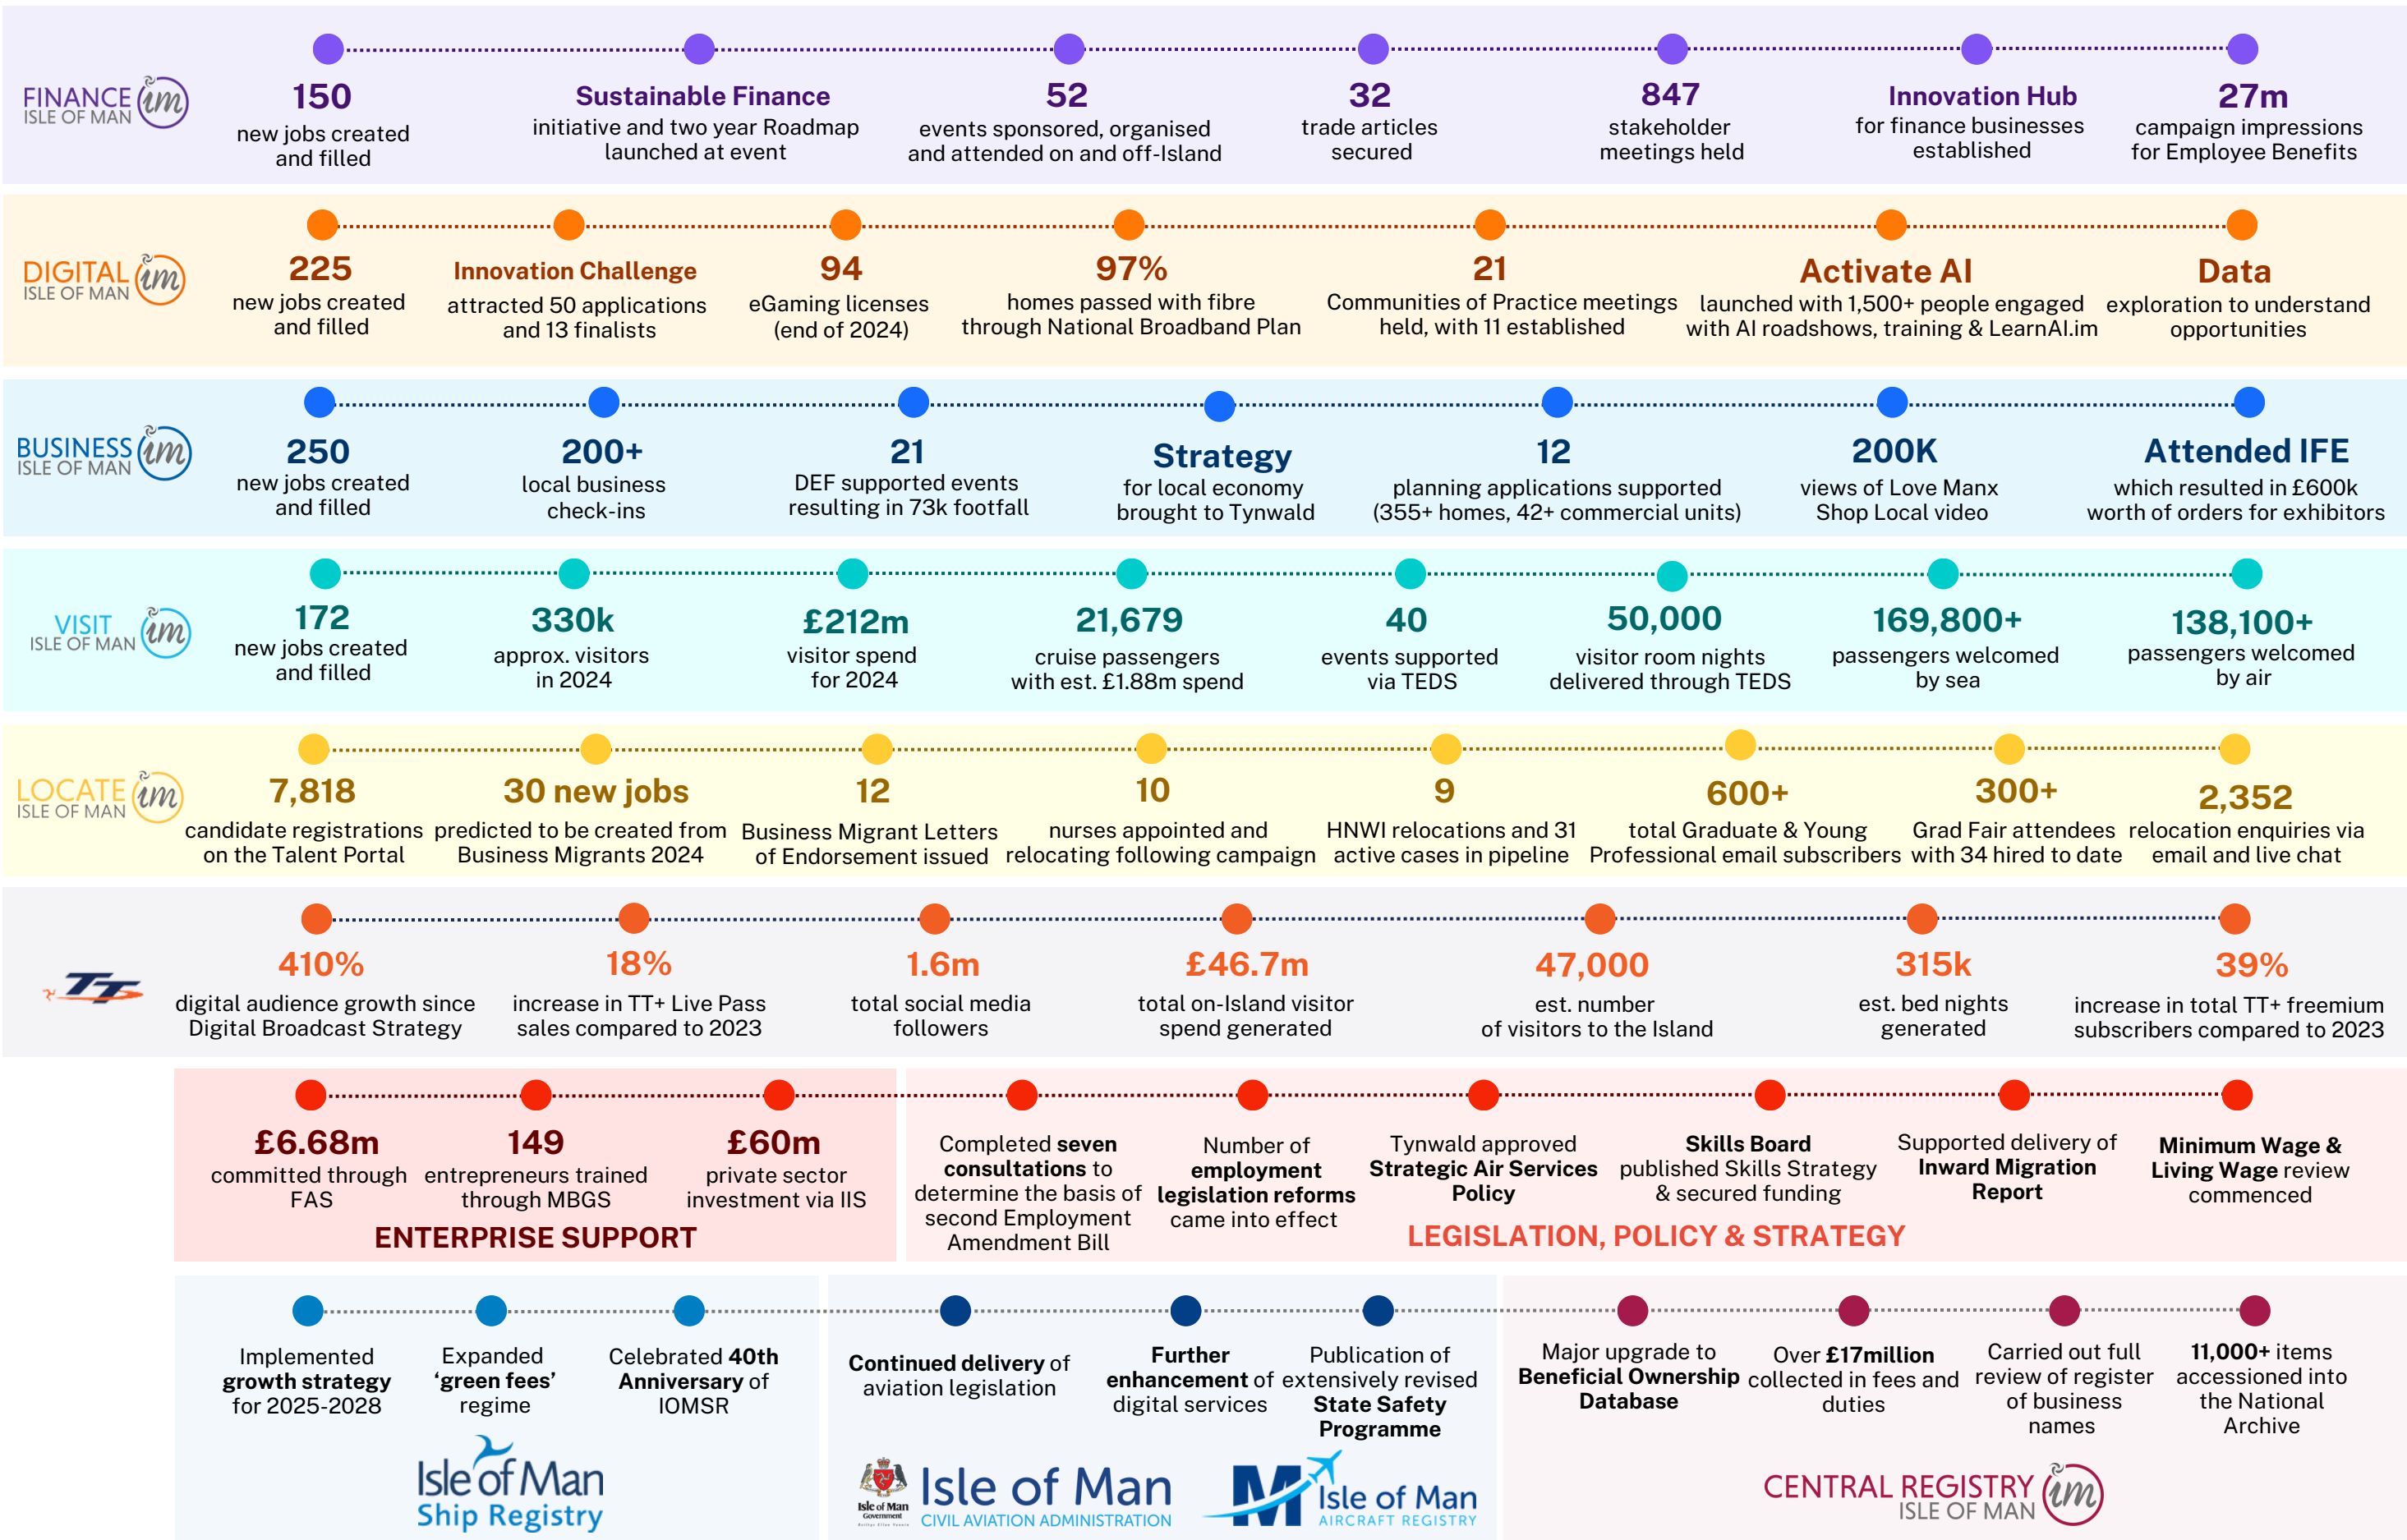 FINANCE
ISLE OF MAN
im
150
new jobs created
and filled
Sustainable Finance
initiative and two year Roadmap
launched at event
52
events sponsored, organised
and attended on and off-Island
32
trade articles
secured
847
stakeholder
meetings held
Innovation Hub
for finance businesses
established
27m
campaign impressions
for Employee Benefits
DIGITAL
ISLE OF MAN
im
225
new jobs created
and filled
Innovation Challenge
attracted 50 applications
and 13 finalists
94
eGaming licenses
(end of 2024)
97%
homes passed with fibre
through National Broadband Plan
21
Communities of Practice meetings
held, with 11 established
Activate AI
launched with 1,500+ people engaged
with AI roadshows, training & LearnAI.im
Data
exploration to understand
opportunities
BUSINESS
ISLE OF MAN
im
250
new jobs created
and filled
200+
local business
check-ins
21
DEF supported events
resulting in 73k footfall
Strategy
for local economy
brought to Tynwald
12
planning applications supported
(355+ homes, 42+ commercial units)
200K
views of Love Manx
Shop Local video
Attended IFE
which resulted in £600k
worth of orders for exhibitors
VISIT
ISLE OF MAN
im
172
new jobs created
and filled
330k
approx. visitors
in 2024
£212m
visitor spend
for 2024
21,679
cruise passengers
with est. £1.88m spend
40
events supported
via TEDS
50,000
visitor room nights
delivered through TEDS
169,800+
passengers welcomed
by sea
138,100+
passengers welcomed
by air
LOCATE
ISLE OF MAN
im
7,818
candidate registrations
on the Talent Portal
30 new jobs
predicted to be created from
Business Migrants 2024
12
Business Migrant Letters
of Endorsement issued
10
nurses appointed and
relocating following campaign
9
HNWI relocations and 31
active cases in pipeline
600+
total Graduate & Young
Professional email subscribers
300+
Grad Fair attendees
with 34 hired to date
2,352
relocation enquiries via
email and live chat
TT
410%
digital audience growth since
Digital Broadcast Strategy
18%
increase in TT+ Live Pass
sales compared to 2023
1.6m
total social media
followers
£46.7m
total on-Island visitor
spend generated
47,000
est. number
of visitors to the Island
315k
est. bed nights
generated
39%
increase in total TT+ freemium
subscribers compared to 2023
£6.68m
committed through
FAS
149
entrepreneurs trained
through MBGS
£60m
private sector
investment via IIS
ENTERPRISE SUPPORT
Completed seven
consultations to
determine the basis of
second Employment
Amendment Bill
Number of
employment
legislation reforms
came into effect
Tynwald approved
Strategic Air Services
Policy
Skills Board
published Skills Strategy
& secured funding
Supported delivery of
Inward Migration
Report
Minimum Wage &
Living Wage review
commenced
LEGISLATION, POLICY & STRATEGY
Implemented
growth strategy
for 2025-2028
Expanded
‘green fees’
regime
Celebrated 40th
Anniversary of
IOMSR
Isle of Man
Ship Registry
Continued delivery of
aviation legislation
Further
enhancement of
digital services
Publication of
extensively revised
State Safety
Programme
Isle of Man
Government
Isle of Man
CIVIL AVIATION ADMINISTRATION
M
Isle of Man
AIRCRAFT REGISTRY
Major upgrade to
Beneficial Ownership
Database
Over £17million
collected in fees and
duties
Carried out full
review of register
of business
names
11,000+ items
accessioned into
the National
Archive
CENTRAL REGISTRY
ISLE OF MAN
im